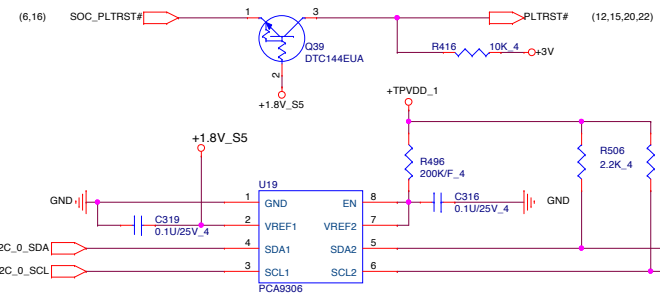 (6,16) SOC_PLTRST# 1 3 PLTRST# (12,15,20,22)
Q39
DTC144EUA
R416 10K_4 +3V
2
+1.8V_S5
+TPVDD_1
+1.8V_S5
R496
200K/F_4
R506
2.2K_4
U19
GND 1 GND EN 8 C316 GND
0.1U/25V_4
C319
0.1U/25V_4
2 VREF1 VREF2 7
2C_0_SDA 4 SDA1 SDA2 5
2C_0_SCL 3 SCL1 SCL2 6
PCA9306